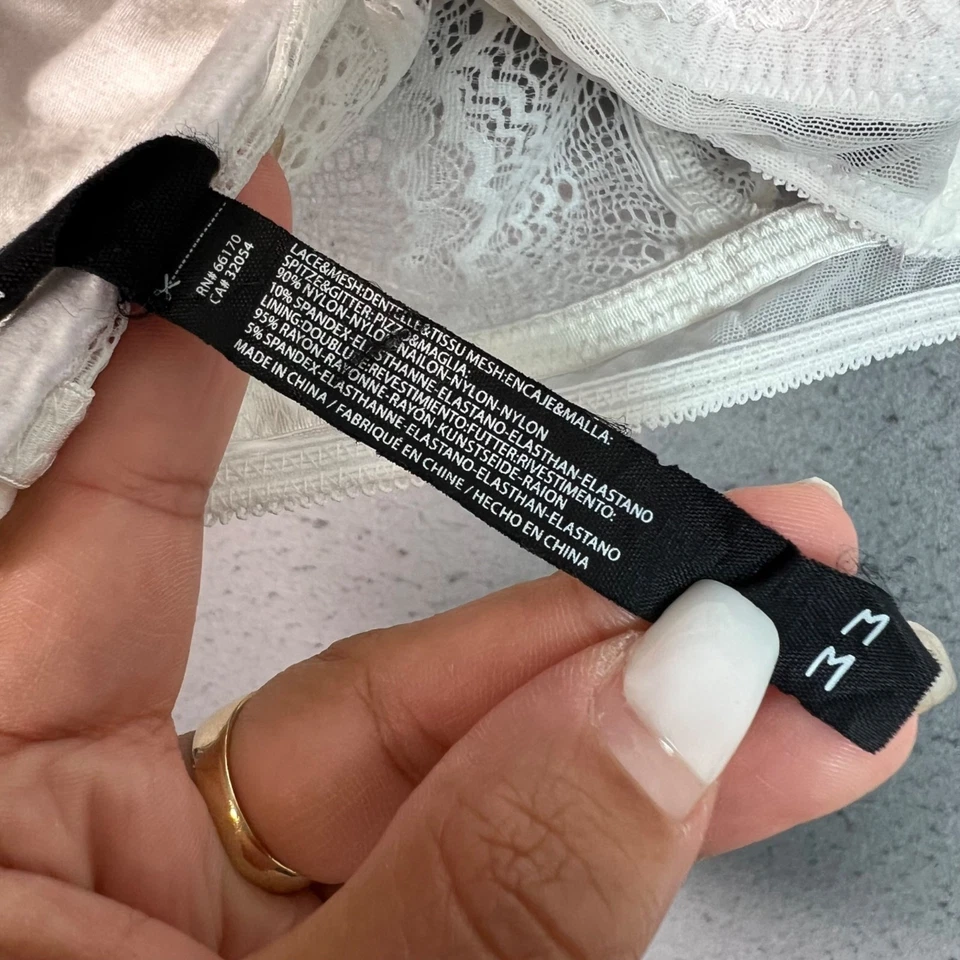 RN# 66170
CA# 32054
LACE&MESH:DENTELLE&TISSU MESH:ENCAJE&MALLA:
SPITZE&GITTER:PIZZO&MAGLIA:
90% NYLON-NYLON-NAILON-NYLON-NYLON
10% SPANDEX-ELASTHANNE-ELASTANO-ELASTHAN-ELASTANO
LINING:DOUBLURE:REVESTIMIENTO:FUTTER:RIVESTIMENTO:
95% RAYON-RAYONNE-RAYÓN-KUNSTSEIDE-RAION
5% SPANDEX-ELASTHANNE-ELASTANO-ELASTHAN-ELASTANO
MADE IN CHINA / FABRIQUÉ EN CHINE / HECHO EN CHINA
M
M